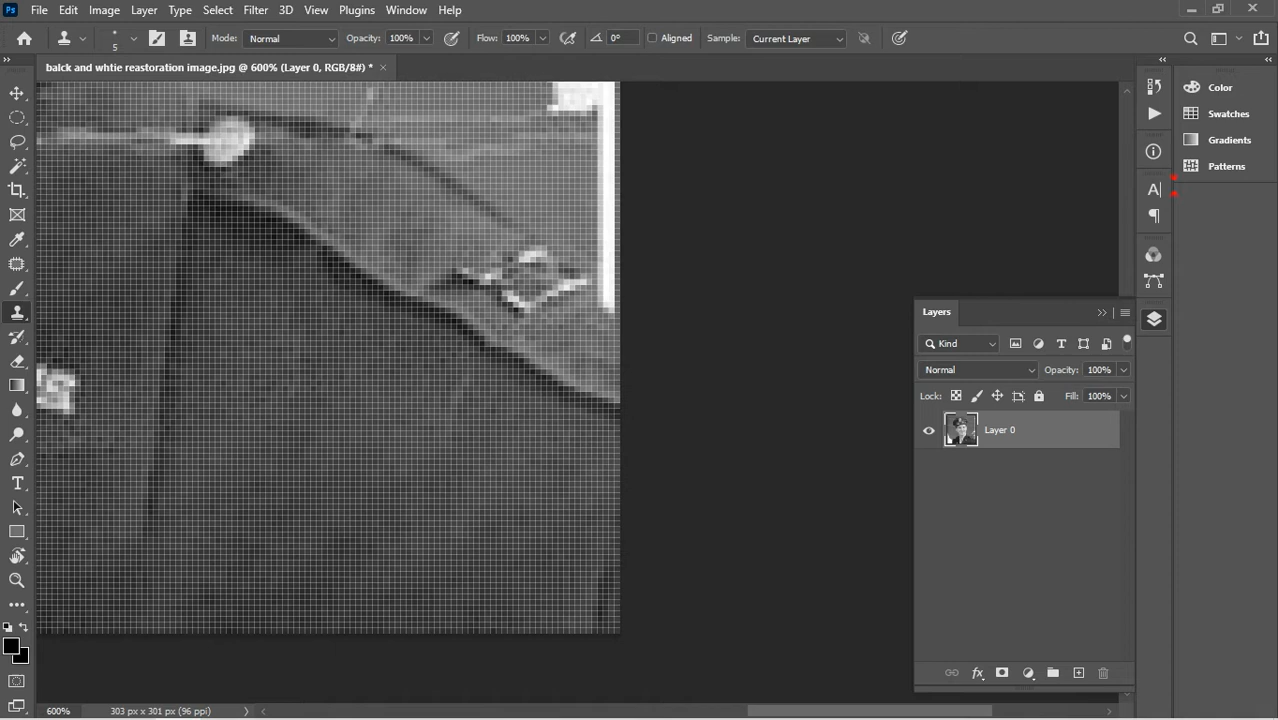 Ps File Edit Image Layer Type Select Filter 3D View Plugins Window Help
5 Mode: Normal Opacity: 100% Flow: 100% 0° Aligned Sample: Current Layer
balck and whtie reastoration image.jpg @ 600% (Layer 0, RGB/8#) * ×
Color
Swatches
Gradients
Patterns
Layers
Kind
Normal Opacity: 100%
Lock: Fill: 100%
Layer 0
600% 303 px x 301 px (96 ppi)